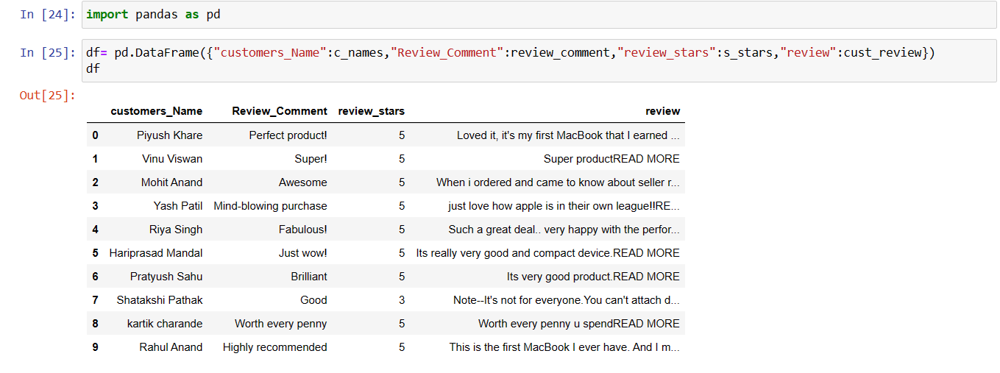 In [24]: import pandas as pd
In [25]: df= pd.DataFrame({"customers_Name":c_names,"Review_Comment":review_comment,"review_stars":s_stars,"review":cust_review})
df
Out[25]:
customers_Name Review_Comment review_stars review
0 Piyush Khare Perfect product! 5 Loved it, it's my first MacBook that I earned ...
1 Vinu Viswan Super! 5 Super productREAD MORE
2 Mohit Anand Awesome 5 When i ordered and came to know about seller r...
3 Yash Patil Mind-blowing purchase 5 just love how apple is in their own league!!RE...
4 Riya Singh Fabulous! 5 Such a great deal.. very happy with the perfor...
5 Hariprasad Mandal Just wow! 5 Its really very good and compact device.READ MORE
6 Pratyush Sahu Brilliant 5 Its very good product.READ MORE
7 Shatakshi Pathak Good 3 Note--It's not for everyone.You can't attach d...
8 kartik charande Worth every penny 5 Worth every penny u spendREAD MORE
9 Rahul Anand Highly recommended 5 This is the first MacBook I ever have. And I m...